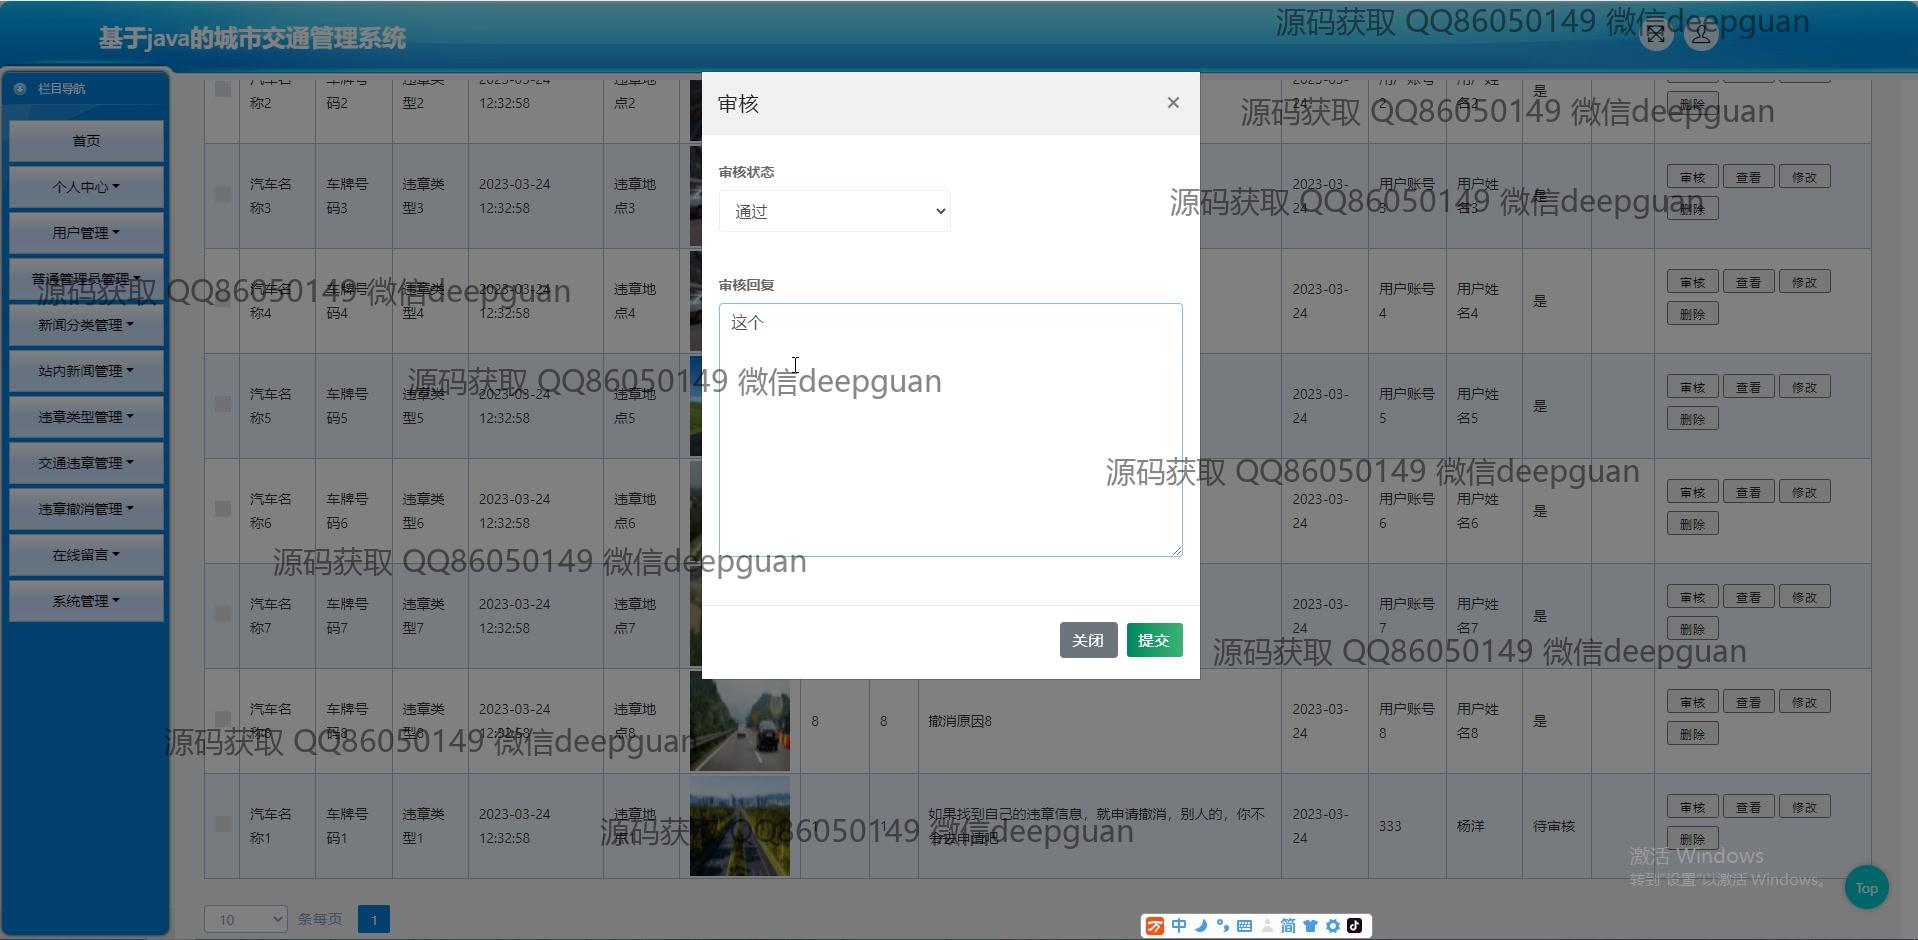 基于java的城市交通管理系统
源码获取 QQ86050149 微信deepguan
栏目导航
首页
个人中心
用户管理
普通管理员管理
新闻分类管理
站内新闻管理
违章类型管理
交通违章管理
违章撤消管理
在线留言
系统管理
称2
码2
型2
12:32:58
点2
24
2
名2
是
删除
源码获取 QQ86050149 微信deepguan
汽车名 车牌号 违章类 2023-03-24 违章地 2023-03- 用户账号 用户姓 审核 查看 修改
称3 码3 型3 12:32:58 点3 24 3 名3 是 删除
源码获取 QQ86050149 微信deepguan
汽车名 车牌号 违章类 2023-03-24 违章地 2023-03- 用户账号 用户姓 审核 查看 修改
称4 码4 型4 12:32:58 点4 24 4 名4 是 删除
源码获取 QQ86050149 微信deepguan
汽车名 车牌号 违章类 2023-03-24 违章地 2023-03- 用户账号 用户姓 审核 查看 修改
称5 码5 型5 12:32:58 点5 24 5 名5 是 删除
源码获取 QQ86050149 微信deepguan
汽车名 车牌号 违章类 2023-03-24 违章地 2023-03- 用户账号 用户姓 审核 查看 修改
称6 码6 型6 12:32:58 点6 24 6 名6 是 删除
源码获取 QQ86050149 微信deepguan
源码获取 QQ86050149 微信deepguan
汽车名 车牌号 违章类 2023-03-24 违章地 2023-03- 用户账号 用户姓 审核 查看 修改
称7 码7 型7 12:32:58 点7 24 7 名7 是 删除
源码获取 QQ86050149 微信deepguan
汽车名 车牌号 违章类 2023-03-24 违章地 8 8 撤消原因8 2023-03- 用户账号 用户姓 是 审核 查看 修改
称8 码8 型8 12:32:58 点8 24 8 名8 删除
源码获取 QQ86050149 微信deepguan
汽车名 车牌号 违章类 2023-03-24 违章地 1 1 如果找到自己的违章信息，就申请撤消，别人的，你不 2023-03- 333 杨洋 待审核 审核 查看 修改
称1 码1 型1 12:32:58 点1 24 删除
源码获取 QQ86050149 微信deepguan
审核
×
审核状态
通过
审核回复
这个
关闭 提交
10 条每页 1
激活 Windows
转到"设置"以激活 Windows。
Top
中 简